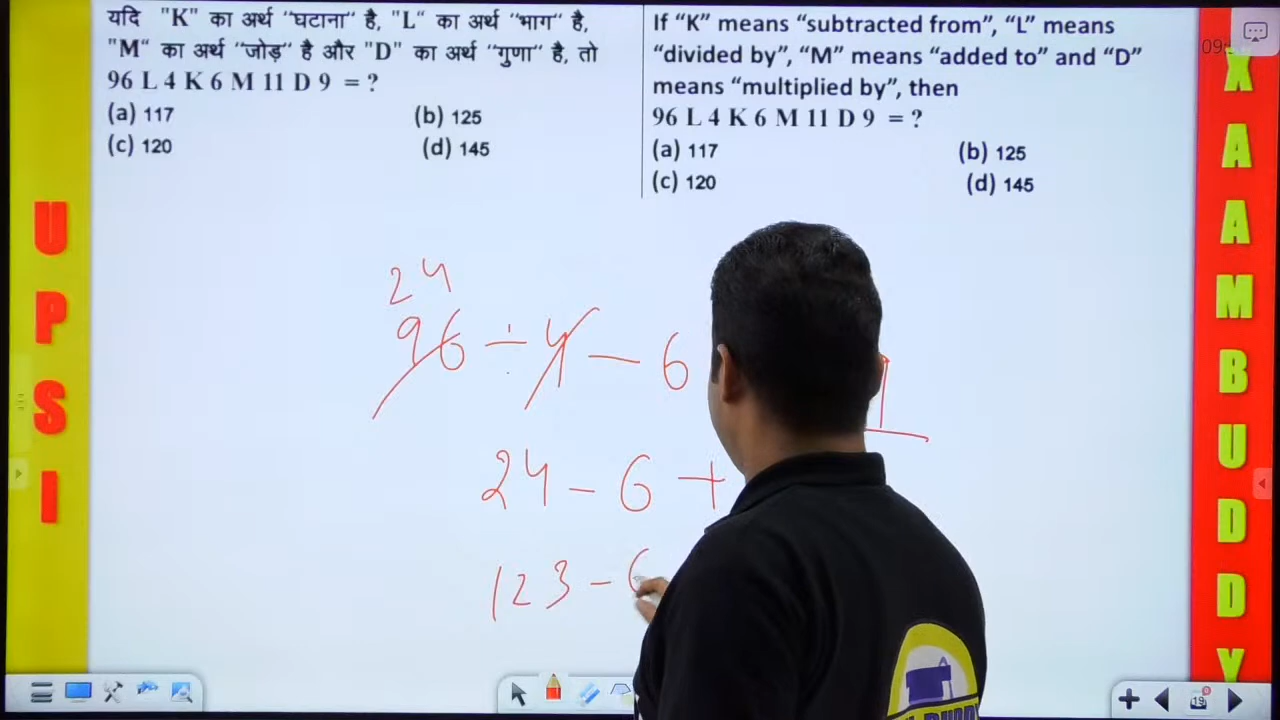 यदि "K" का अर्थ “घटाना” है, "L“ का अर्थ “भाग” है,
"M“ का अर्थ “जोड़” है और "D” का अर्थ “गुणा” है, तो
96 L 4 K 6 M 11 D 9 = ?
(a) 117
(b) 125
(c) 120
(d) 145
If “K” means “subtracted from”, “L” means
“divided by”, “M” means “added to” and “D”
means “multiplied by”, then
96 L 4 K 6 M 11 D 9 = ?
(a) 117
(b) 125
(c) 120
(d) 145
24
96 ÷ 4 – 6
24 – 6 +
123 – 6
UPSI
XAAMBUDDY
19